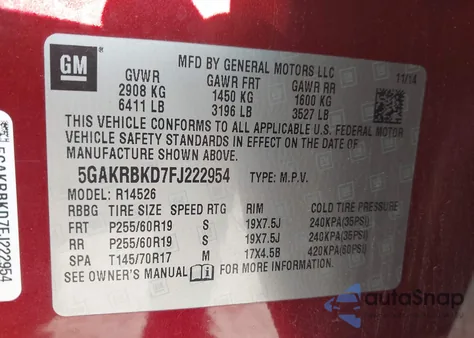 GM
MFD BY GENERAL MOTORS LLC
11/14
GVWR GAWR FRT GAWR RR
2908 KG 1450 KG 1600 KG
6411 LB 3196 LB 3527 LB
THIS VEHICLE CONFORMS TO ALL APPLICABLE U.S. FEDERAL MOTOR
VEHICLE SAFETY STANDARDS IN EFFECT ON THE DATE OF
MANUFACTURE SHOWN ABOVE.
5GAKRBKD7FJ222954 TYPE: M.P.V.
MODEL: R14526
RBBG TIRE SIZE SPEED RTG RIM COLD TIRE PRESSURE
FRT P255/60R19 S 19X7.5J 240KPA(35PSI)
RR P255/60R19 S 19X7.5J 240KPA(35PSI)
SPA T145/70R17 M 17X4.5B 420KPA(60PSI)
SEE OWNER'S MANUAL FOR MORE INFORMATION.
5GAKRBKD7FJ222954
autoSnap